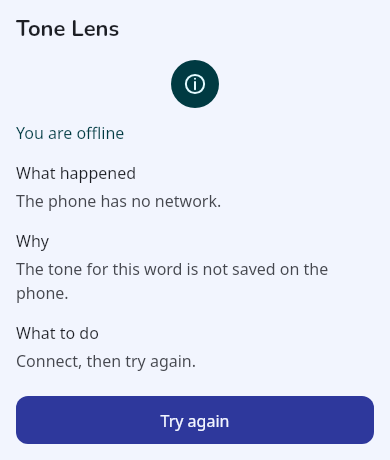 Tone Lens
You are offline
What happened
The phone has no network.
Why
The tone for this word is not saved on the
phone.
What to do
Connect, then try again.
Try again